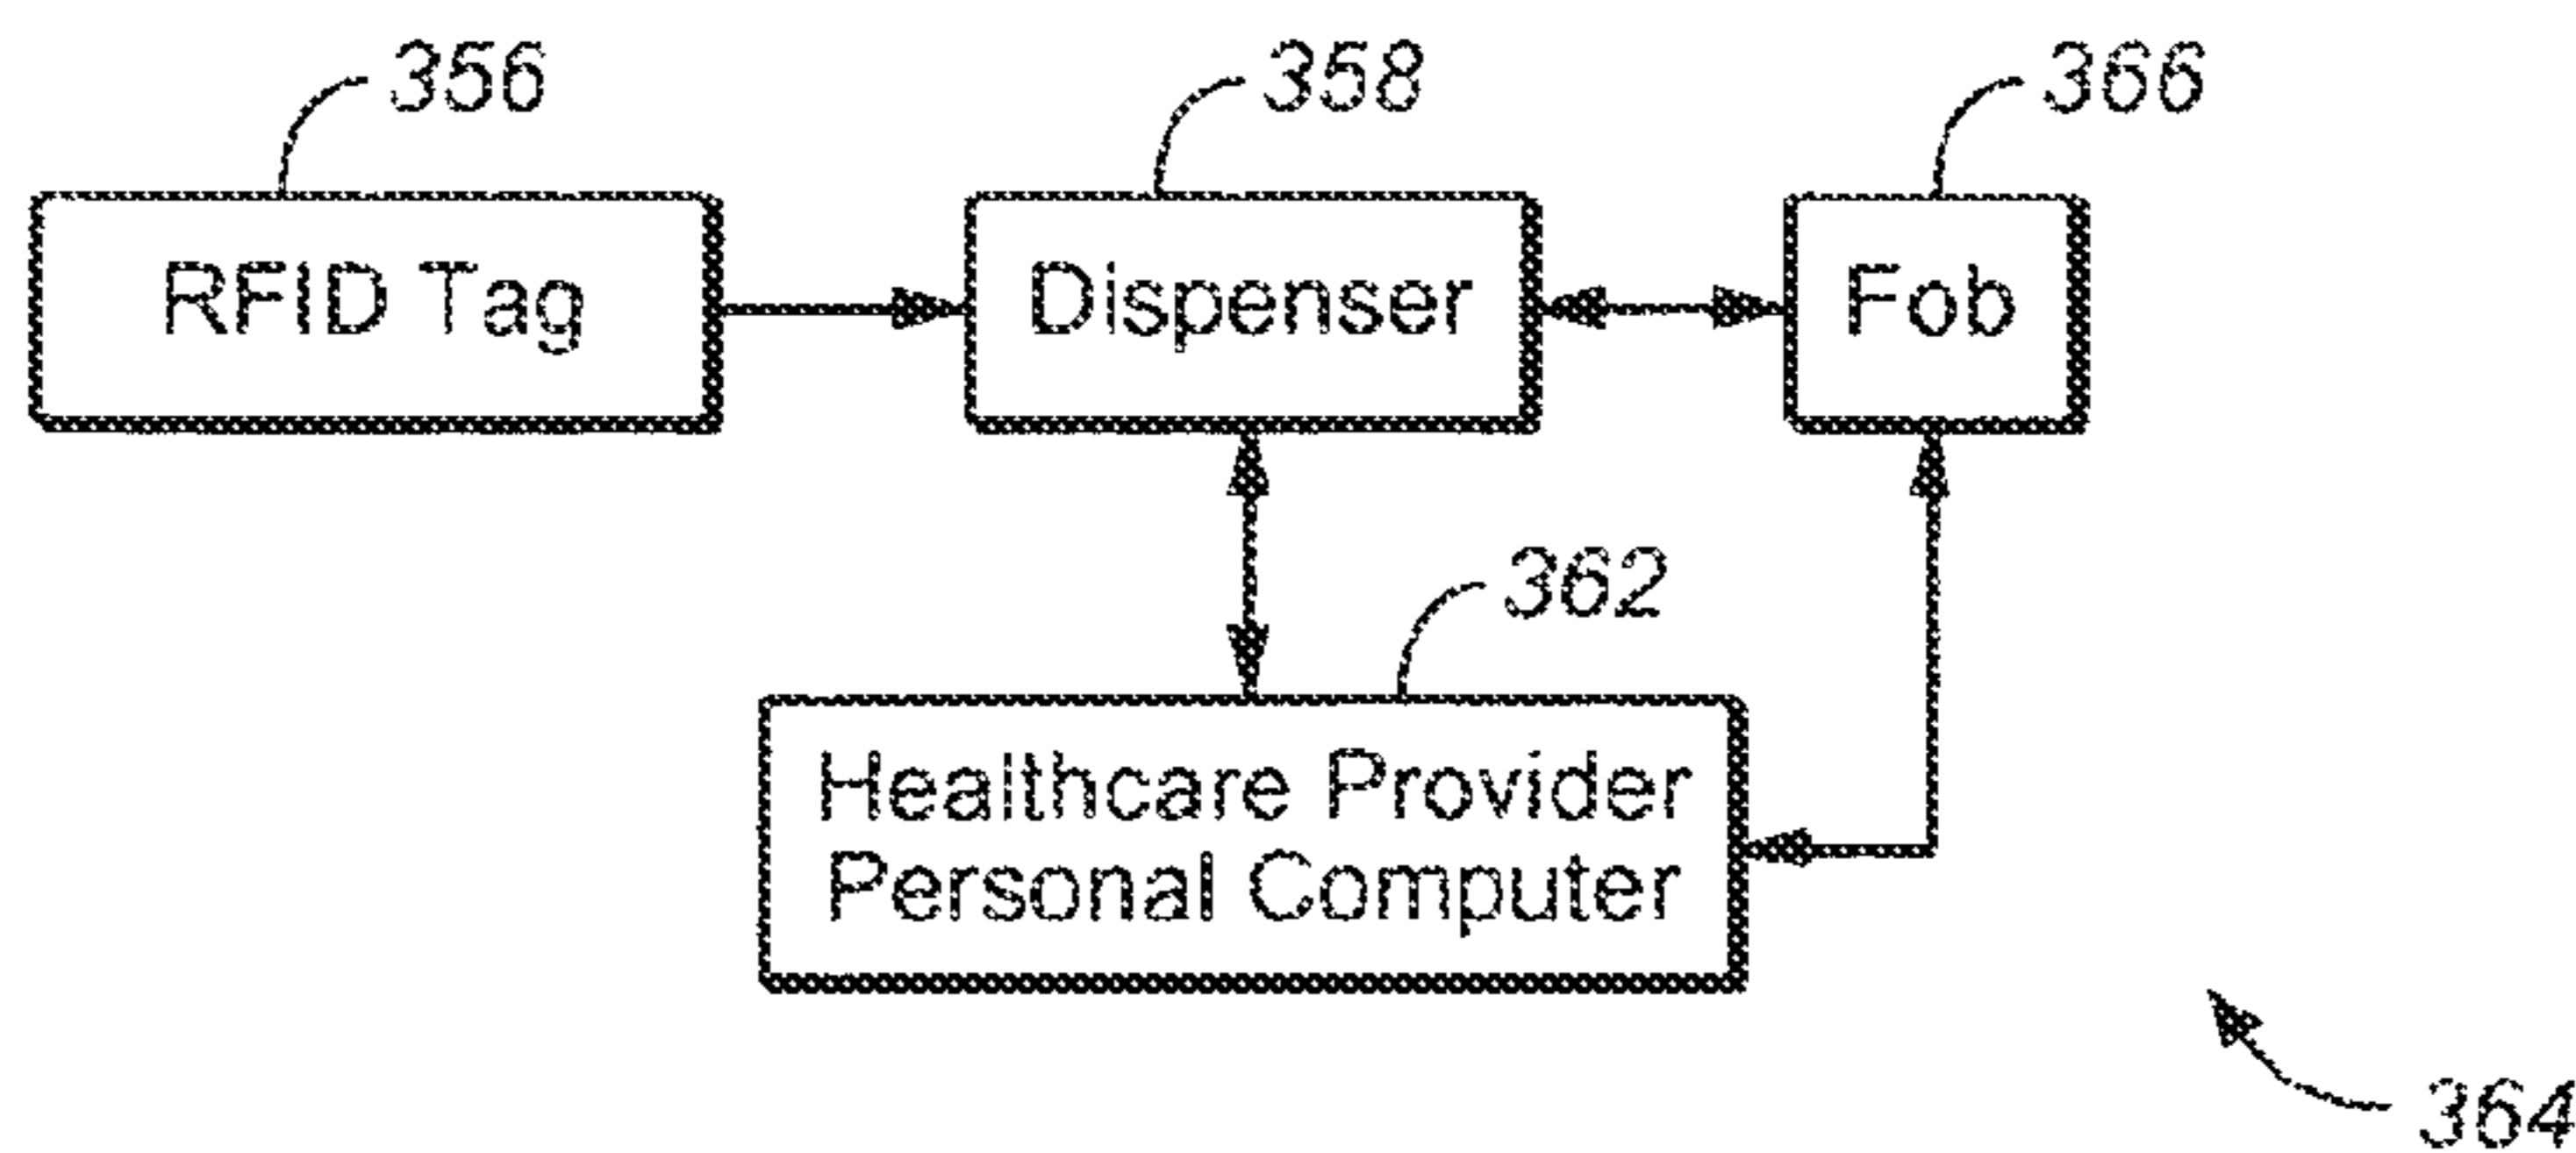 356
358
366
RFID Tag
Dispenser
Fob
362
Healthcare Provider
Personal Computer
364